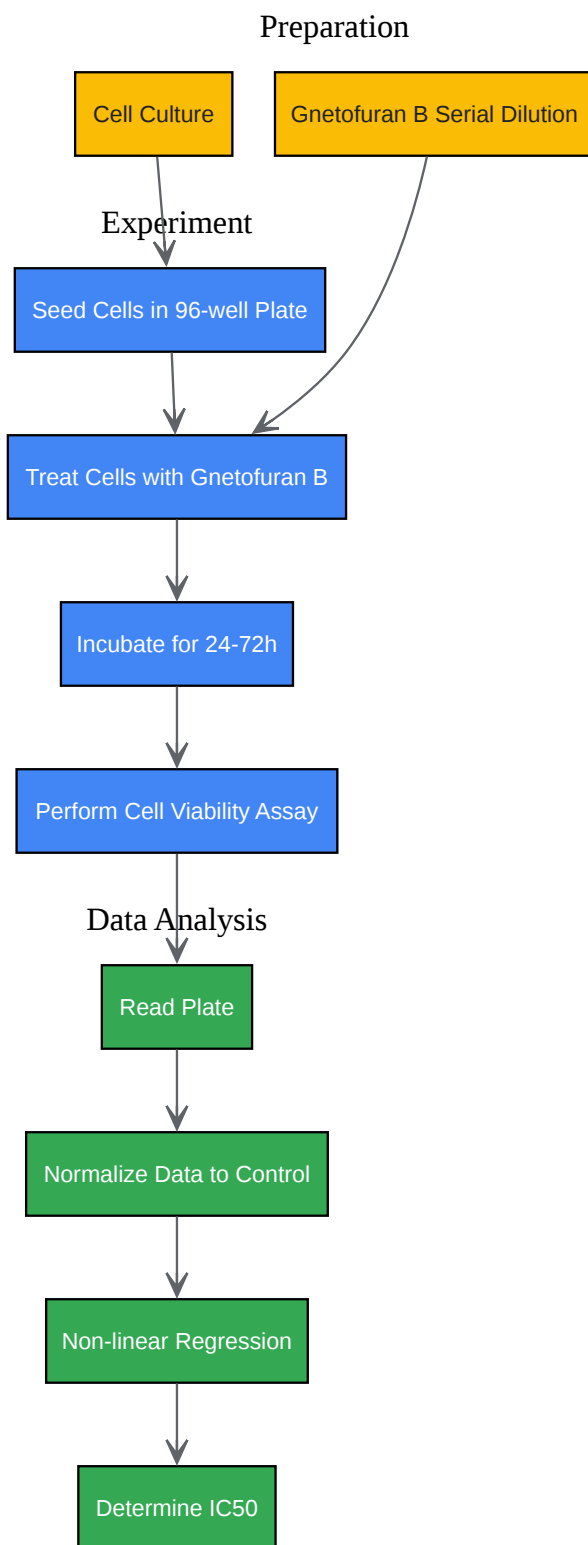 Preparation
Cell Culture
Gnetofuran B Serial Dilution
Experiment
Seed Cells in 96-well Plate
Treat Cells with Gnetofuran B
Incubate for 24-72h
Perform Cell Viability Assay
Data Analysis
Read Plate
Normalize Data to Control
Non-linear Regression
Determine IC50